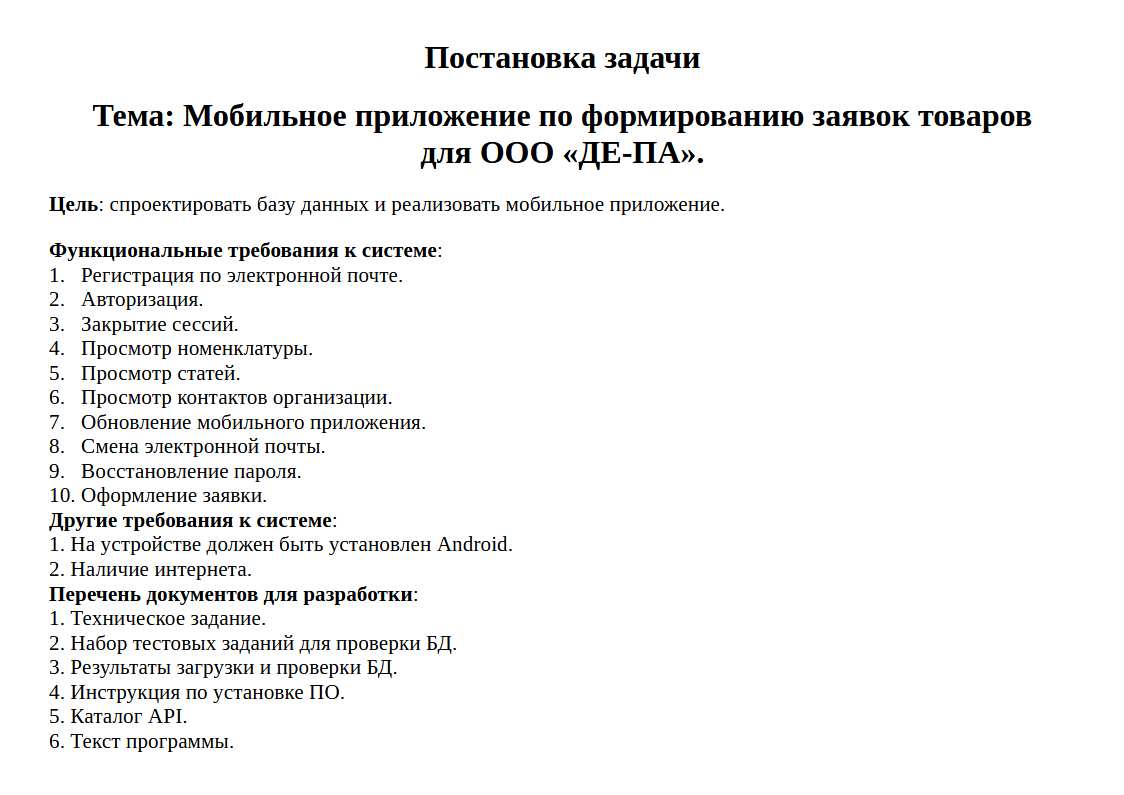 Постановка задачи
Тема: Мобильное приложение по формированию заявок товаров
для ООО «ДЕ-ПА».
Цель: спроектировать базу данных и реализовать мобильное приложение.
Функциональные требования к системе:
1. Регистрация по электронной почте.
2. Авторизация.
3. Закрытие сессий.
4. Просмотр номенклатуры.
5. Просмотр статей.
6. Просмотр контактов организации.
7. Обновление мобильного приложения.
8. Смена электронной почты.
9. Восстановление пароля.
10. Оформление заявки.
Другие требования к системе:
1. На устройстве должен быть установлен Android.
2. Наличие интернета.
Перечень документов для разработки:
1. Техническое задание.
2. Набор тестовых заданий для проверки БД.
3. Результаты загрузки и проверки БД.
4. Инструкция по установке ПО.
5. Каталог API.
6. Текст программы.